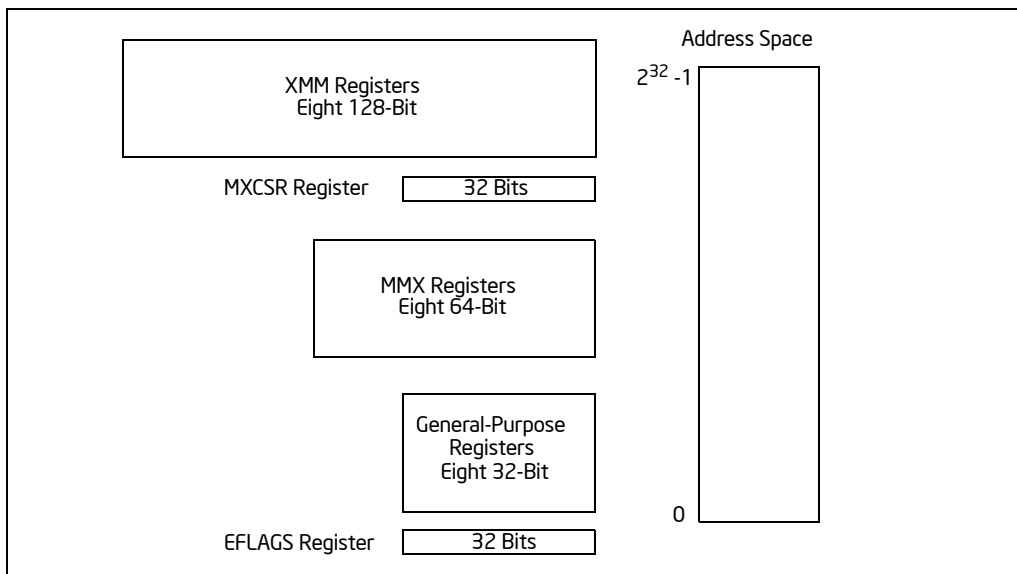 Address Space
2³² -1
XMM Registers
Eight 128-Bit
MXCSR Register
32 Bits
MMX Registers
Eight 64-Bit
General-Purpose
Registers
Eight 32-Bit
0
EFLAGS Register
32 Bits